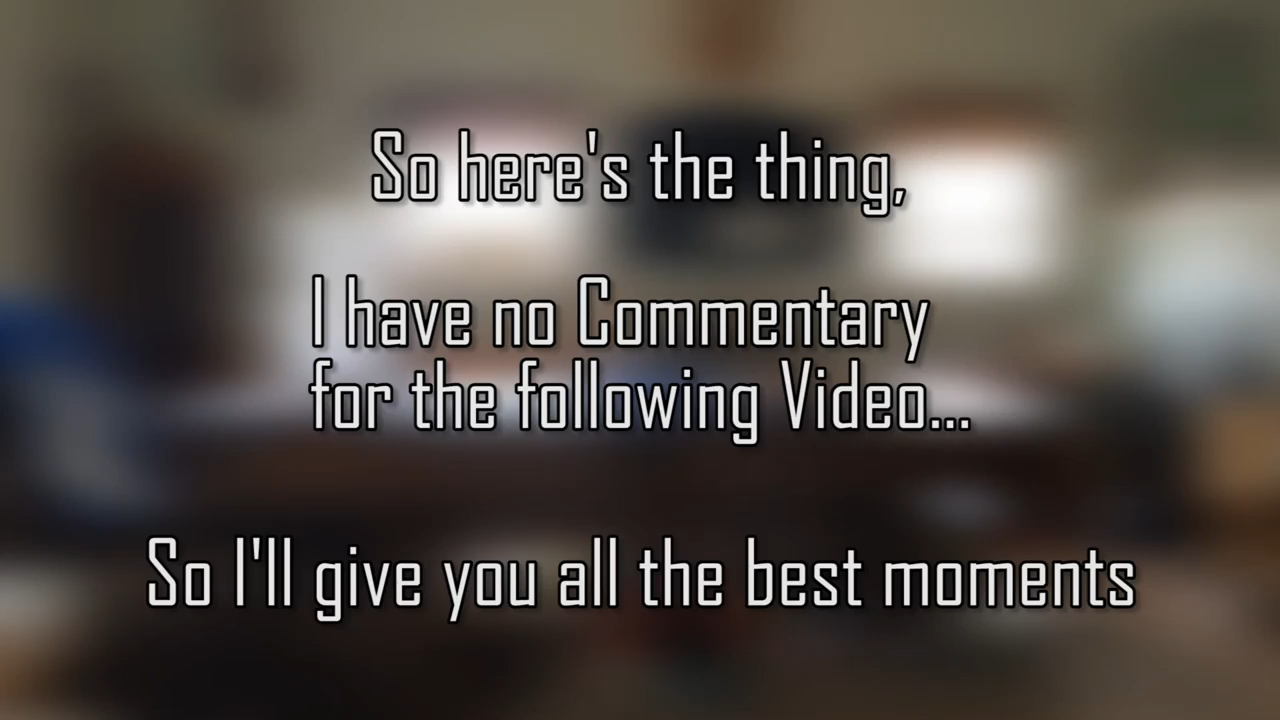 So here's the thing,
I have no Commentary
for the following Video...
So I'll give you all the best moments